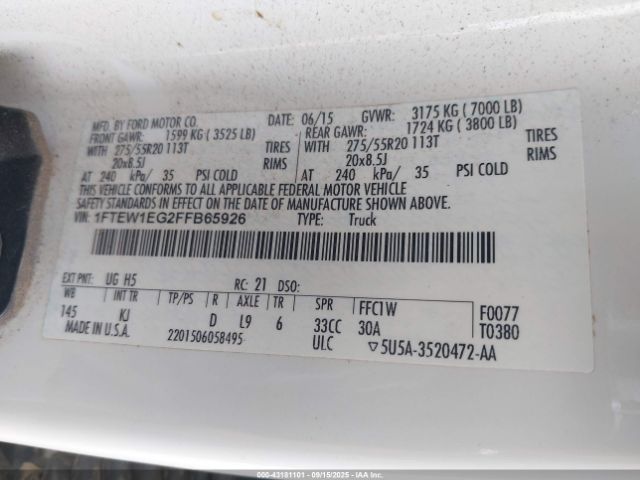 MFD. BY FORD MOTOR CO. DATE: 06/15 GVWR: 3175 KG ( 7000 LB)
FRONT GAWR: 1599 KG ( 3525 LB) REAR GAWR: 1724 KG ( 3800 LB)
WITH 275/55R20 113T TIRES WITH 275/55R20 113T TIRES
20x8.5J RIMS 20x8.5J RIMS
AT 240 kPa/ 35 PSI COLD AT 240 kPa/ 35 PSI COLD
THIS VEHICLE CONFORMS TO ALL APPLICABLE FEDERAL MOTOR VEHICLE
SAFETY STANDARDS IN EFFECT ON THE DATE OF MANUFACTURE SHOWN ABOVE.
VIN: 1FTEW1EG2FFB65926 TYPE: Truck
EXT PNT: UG H5 RC: 21 DSO:
WB INT TR TP/PS R AXLE TR SPR FFC1W F0077
145 KJ D L9 6 33CC 30A T0380
MADE IN U.S.A. 2201506058495 ULC ▽5U5A-3520472-AA
000-43181101 - 09/15/2025 - IAA Inc.